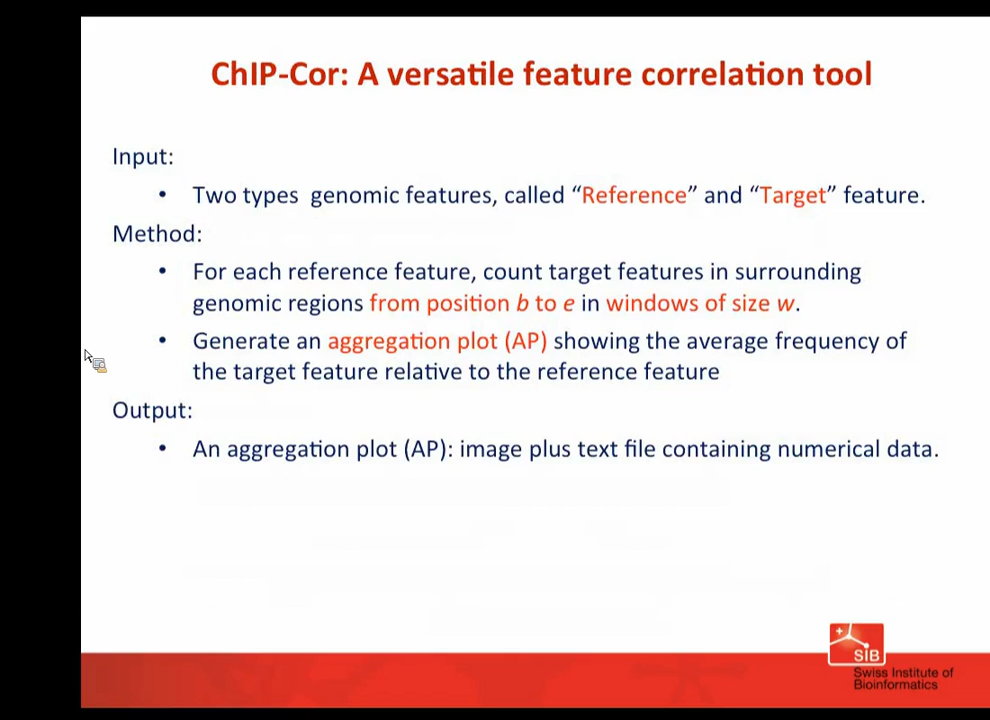 ChIP-Cor: A versatile feature correlation tool
Input:
• Two types genomic features, called “Reference” and “Target” feature.
Method:
• For each reference feature, count target features in surrounding
genomic regions from position b to e in windows of size w.
• Generate an aggregation plot (AP) showing the average frequency of
the target feature relative to the reference feature
Output:
• An aggregation plot (AP): image plus text file containing numerical data.
SIB
Swiss Institute of
Bioinformatics